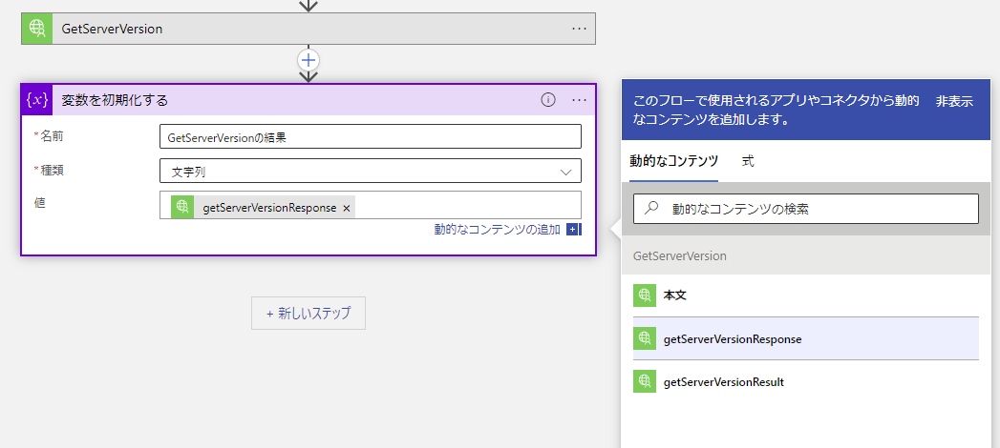 GetServerVersion
変数を初期化する
* 名前
GetServerVersionの結果
* 種類
文字列
値
getServerVersionResponse ×
動的なコンテンツの追加
+ 新しいステップ
このフローで使用されるアプリやコネクタから動的
なコンテンツを追加します。
非表示
動的なコンテンツ
式
動的なコンテンツの検索
GetServerVersion
本文
getServerVersionResponse
getServerVersionResult